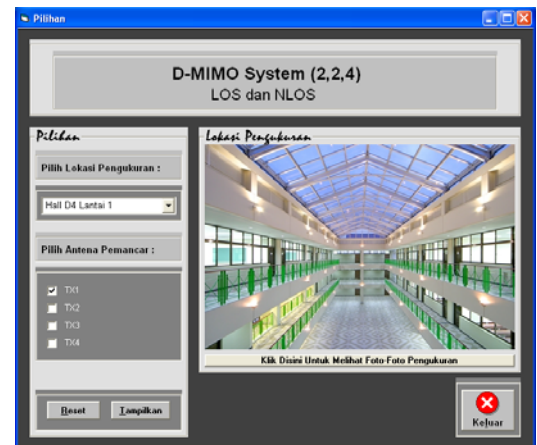 Pilihan
D-MIMO System (2,2,4)
LOS dan NLOS
Pilihan
Pilih Lokasi Pengukuran :
Hall D4 Lantai 1
Pilih Antena Pemancar :
TX1
TX2
TX3
TX4
Reset
Tampilkan
Lokasi Pengukuran
Klik Disini Untuk Melihat Foto-Foto Pengukuran
Keluar